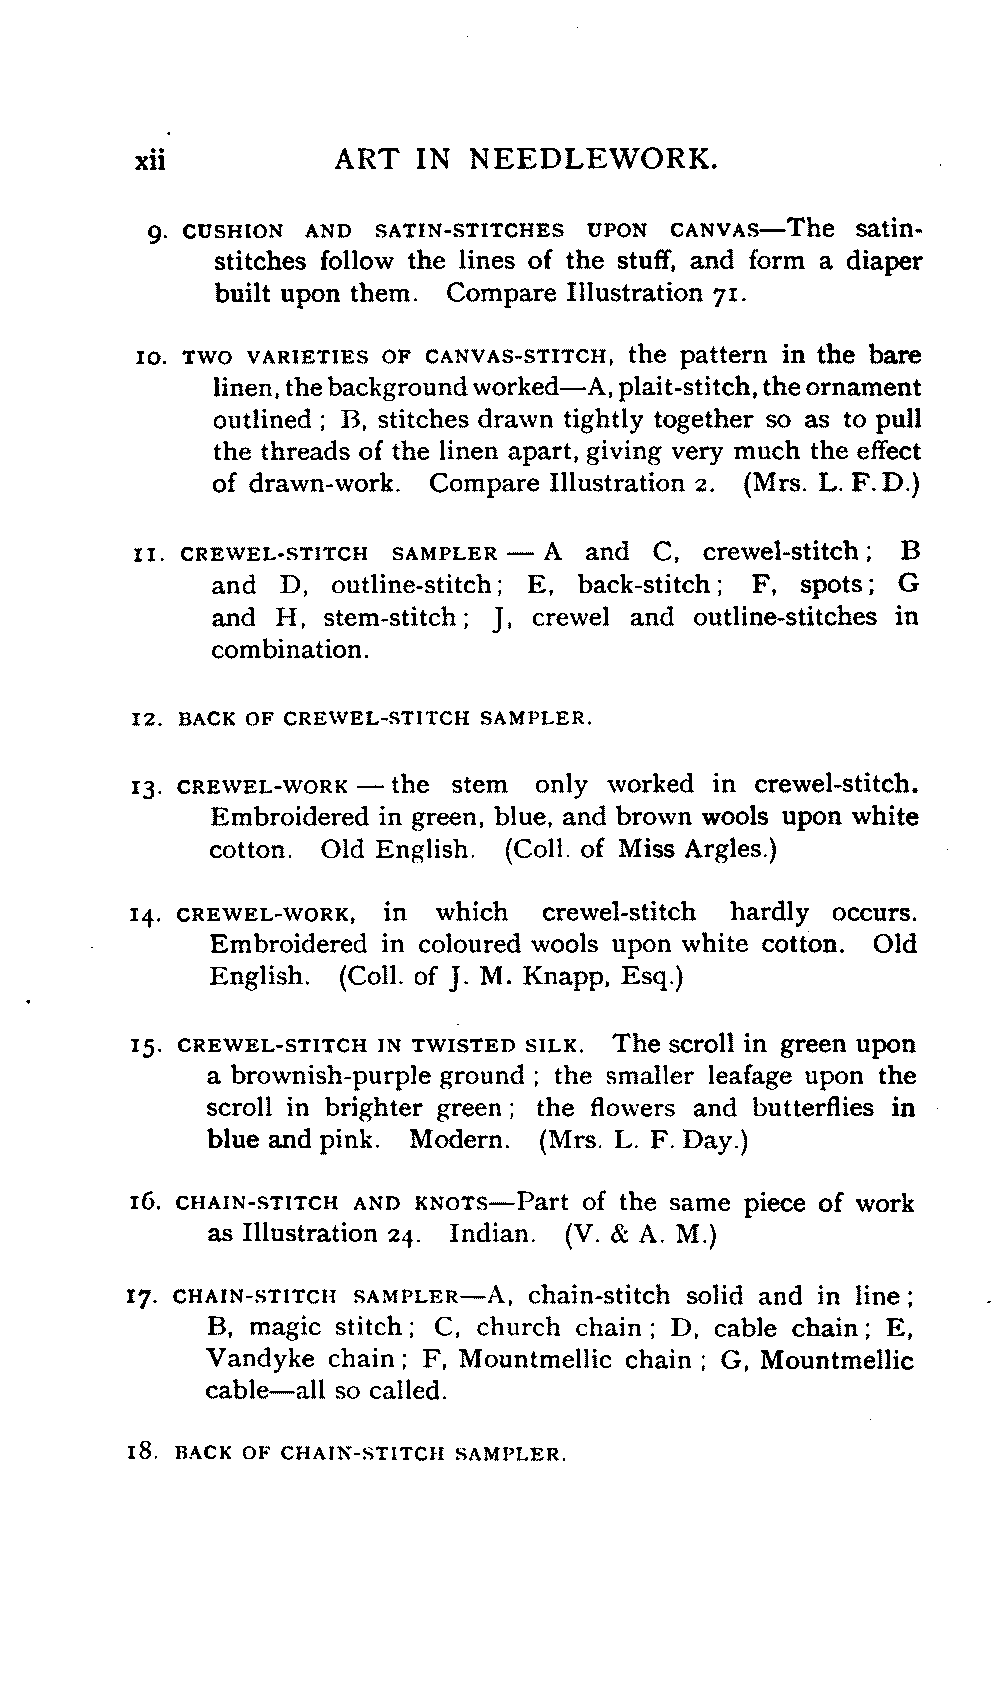 xii ART IN NEEDLEWORK.
9. CUSHION AND SATIN-STITCHES UPON CANVAS—The satin-
stitches follow the lines of the stuff, and form a diaper
built upon them. Compare Illustration 71.
10. TWO VARIETIES OF CANVAS-STITCH, the pattern in the bare
linen, the background worked—A, plait-stitch, the ornament
outlined; B, stitches drawn tightly together so as to pull
the threads of the linen apart, giving very much the effect
of drawn-work. Compare Illustration 2. (Mrs. L. F. D.)
11. CREWEL-STITCH SAMPLER — A and C, crewel-stitch; B
and D, outline-stitch; E, back-stitch; F, spots; G
and H, stem-stitch; J, crewel and outline-stitches in
combination.
12. BACK OF CREWEL-STITCH SAMPLER.
13. CREWEL-WORK — the stem only worked in crewel-stitch.
Embroidered in green, blue, and brown wools upon white
cotton. Old English. (Coll. of Miss Argles.)
14. CREWEL-WORK, in which crewel-stitch hardly occurs.
Embroidered in coloured wools upon white cotton. Old
English. (Coll. of J. M. Knapp, Esq.)
15. CREWEL-STITCH IN TWISTED SILK. The scroll in green upon
a brownish-purple ground; the smaller leafage upon the
scroll in brighter green; the flowers and butterflies in
blue and pink. Modern. (Mrs. L. F. Day.)
16. CHAIN-STITCH AND KNOTS—Part of the same piece of work
as Illustration 24. Indian. (V. & A. M.)
17. CHAIN-STITCH SAMPLER—A, chain-stitch solid and in line;
B, magic stitch; C, church chain; D, cable chain; E,
Vandyke chain; F, Mountmellic chain; G, Mountmellic
cable—all so called.
18. BACK OF CHAIN-STITCH SAMPLER.